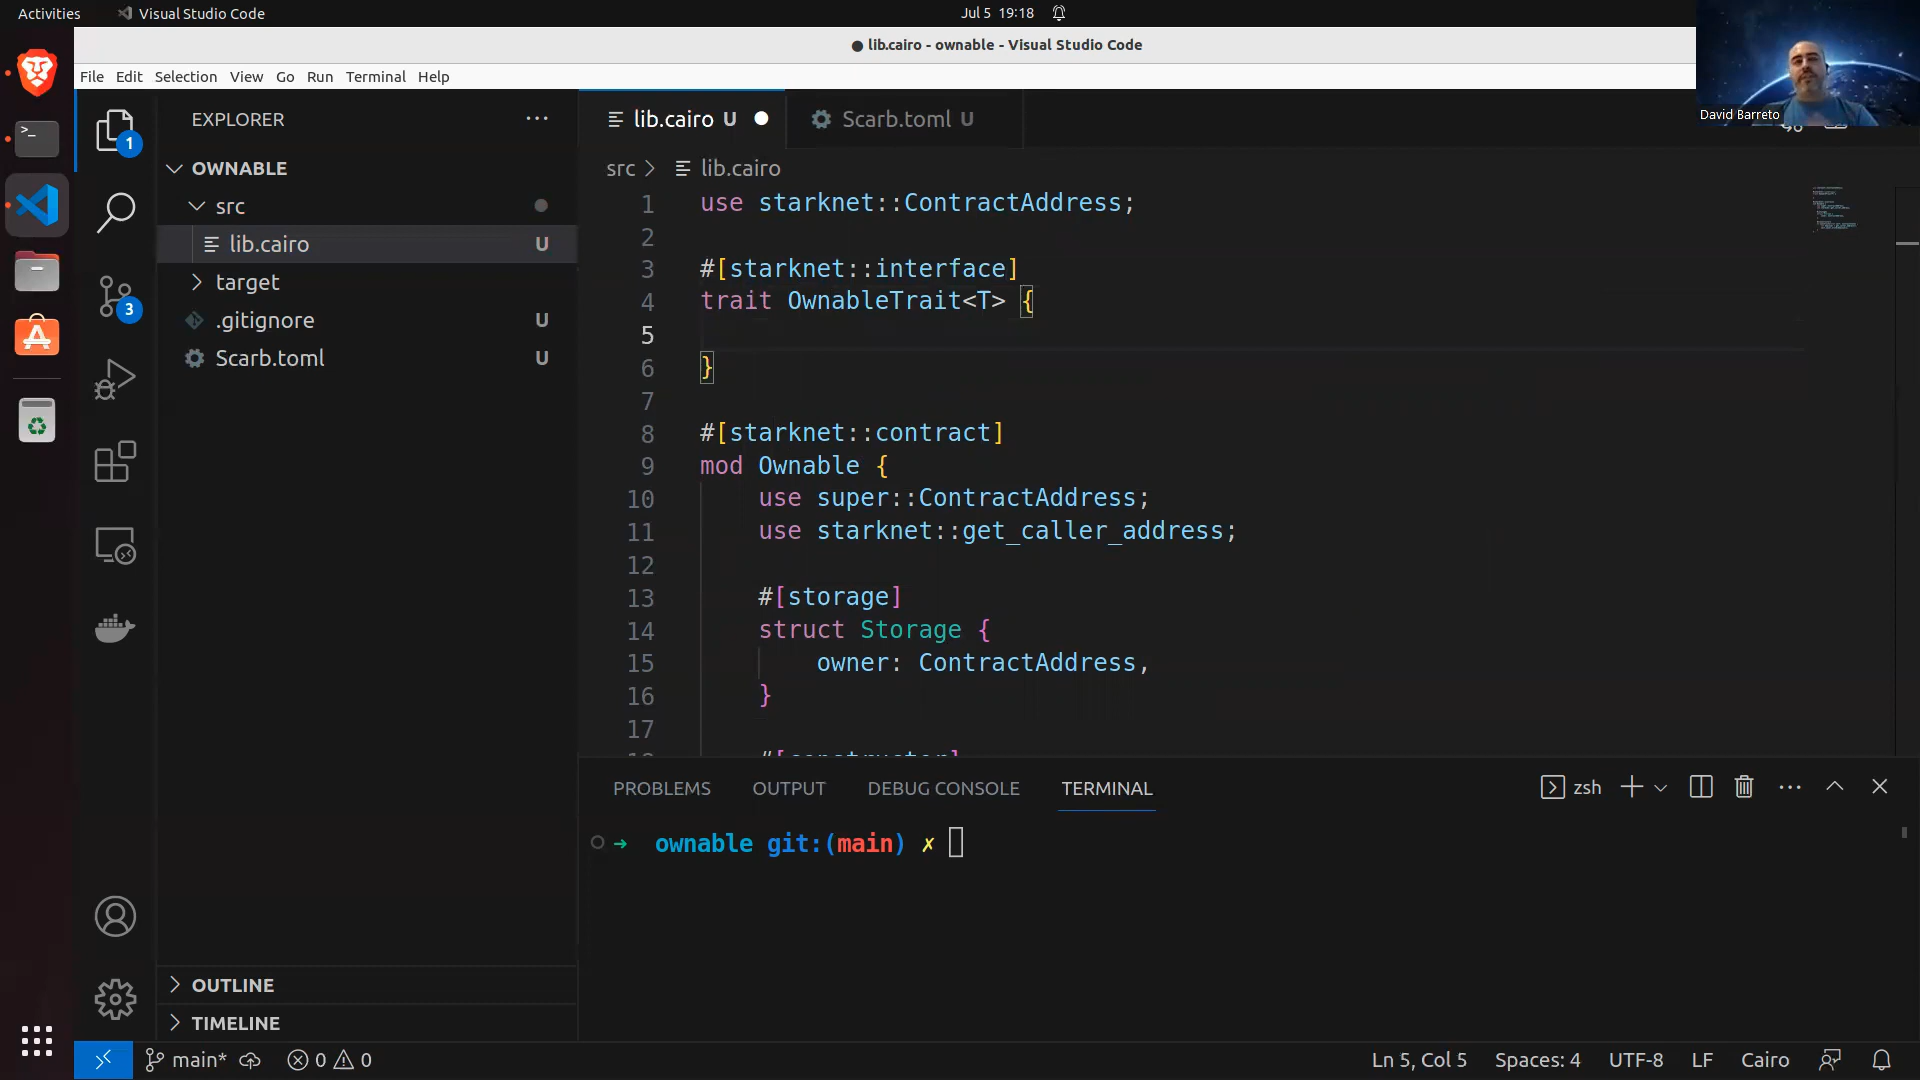 Activities
Visual Studio Code
Jul 5 19:18
● lib.cairo - ownable - Visual Studio Code
File Edit Selection View Go Run Terminal Help
David Barreto
EXPLORER
1
OWNABLE
src
lib.cairo U
target
.gitignore U
Scarb.toml U
3
lib.cairo U
Scarb.toml U
src > lib.cairo
1 use starknet::ContractAddress;
2
3 #[starknet::interface]
4 trait OwnableTrait<T> {
5
6 }
7
8 #[starknet::contract]
9 mod Ownable {
10 use super::ContractAddress;
11 use starknet::get_caller_address;
12
13 #[storage]
14 struct Storage {
15 owner: ContractAddress,
16 }
17
18 #[constructor]
PROBLEMS OUTPUT DEBUG CONSOLE TERMINAL
zsh
➜ ownable git:(main) ✗
OUTLINE
TIMELINE
main* 0 0
Ln 5, Col 5 Spaces: 4 UTF-8 LF Cairo